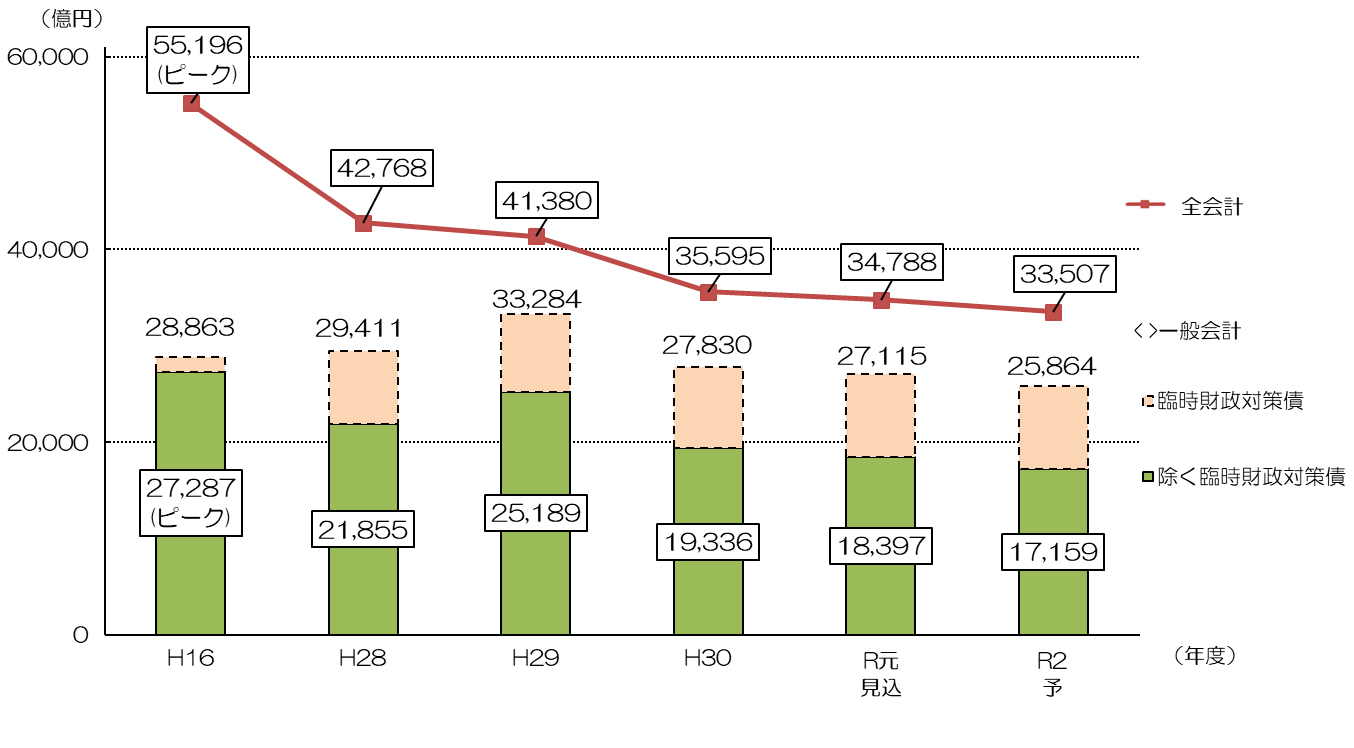 （億円）
60,000
40,000
20,000
0
55,196
(ピーク)
42,768
41,380
35,595
34,788
33,507
28,863
29,411
33,284
27,830
27,115
25,864
27,287
(ピーク)
21,855
25,189
19,336
18,397
17,159
H16
H28
H29
H30
R元
見込
R2
予
（年度）
全会計
<>一般会計
臨時財政対策債
除く臨時財政対策債